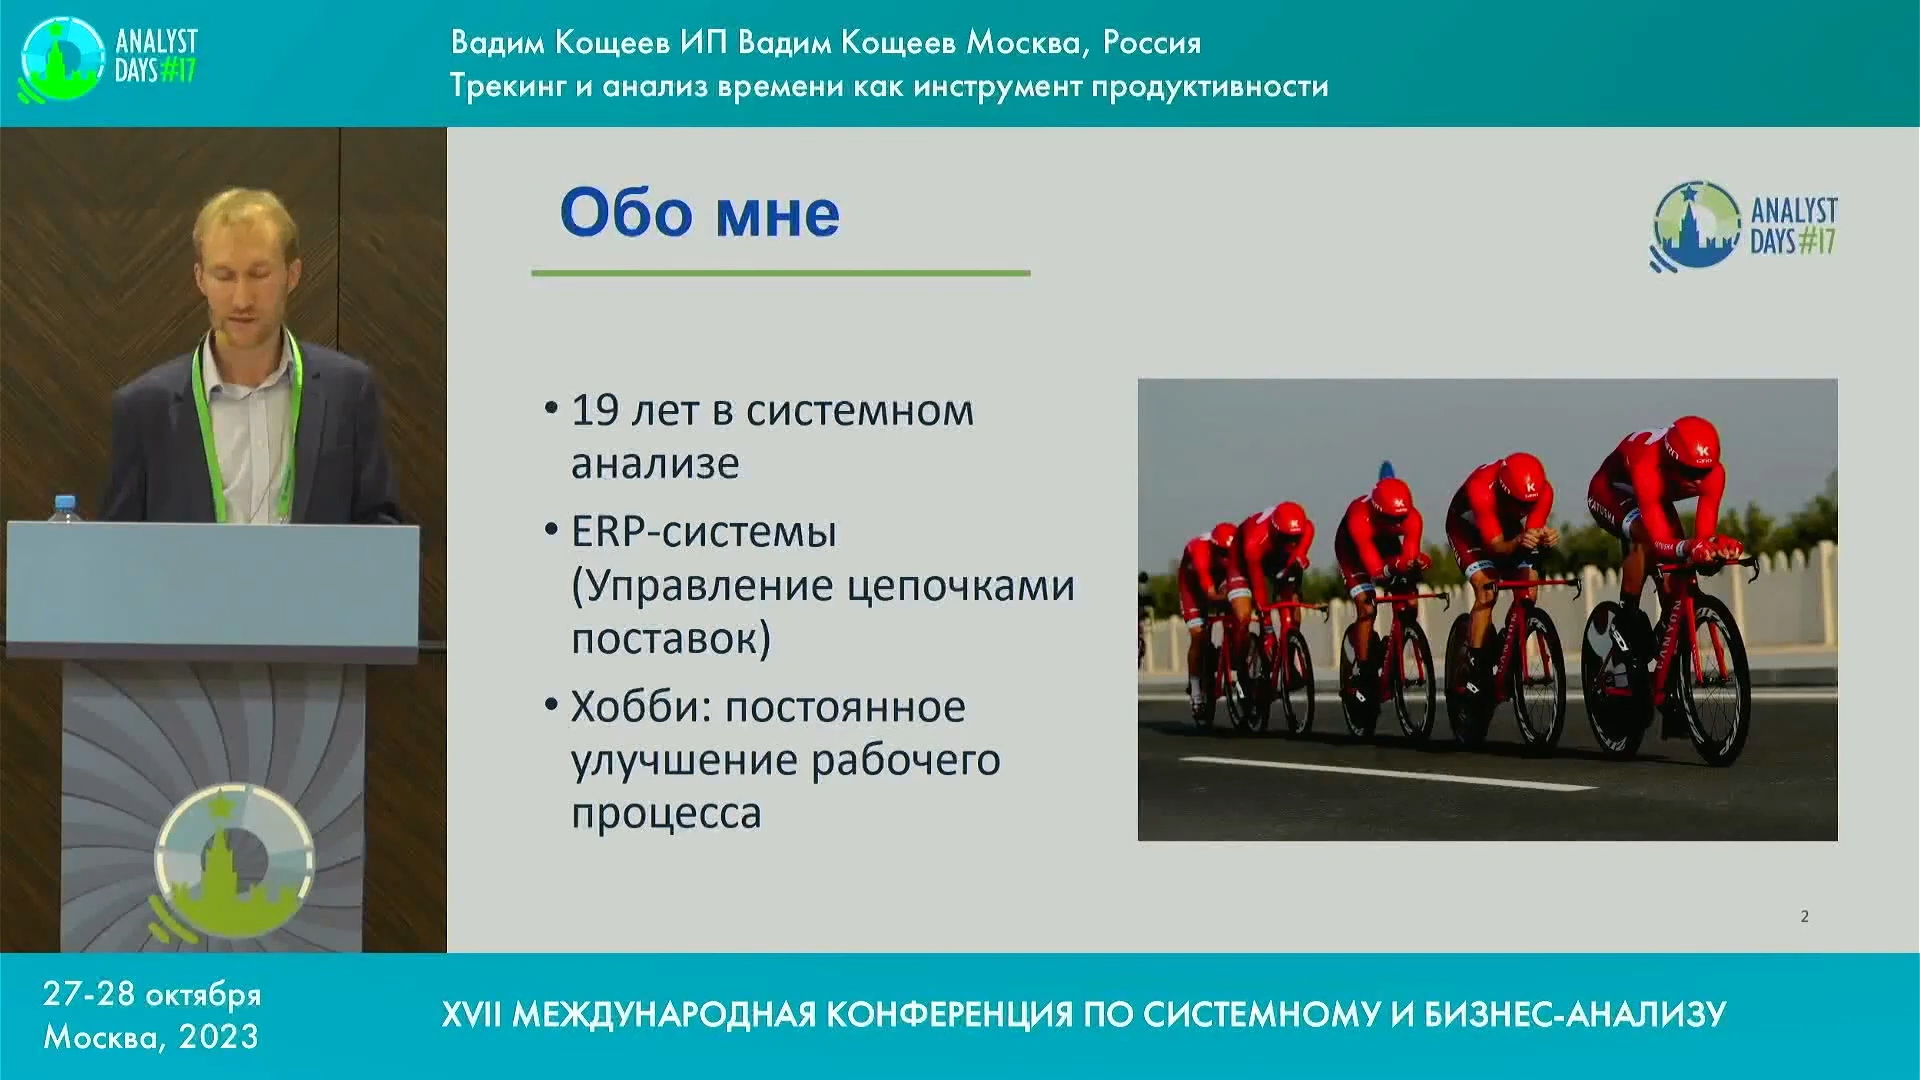 ANALYST
DAYS #17
Вадим Кощеев ИП Вадим Кощеев Москва, Россия
Трекинг и анализ времени как инструмент продуктивности
Обо мне
ANALYST
DAYS #17
• 19 лет в системном
анализе
• ERP-системы
(Управление цепочками
поставок)
• Хобби: постоянное
улучшение рабочего
процесса
KATUSHA
CANYON
2
27-28 октября
Москва, 2023
XVII МЕЖДУНАРОДНАЯ КОНФЕРЕНЦИЯ ПО СИСТЕМНОМУ И БИЗНЕС-АНАЛИЗУ